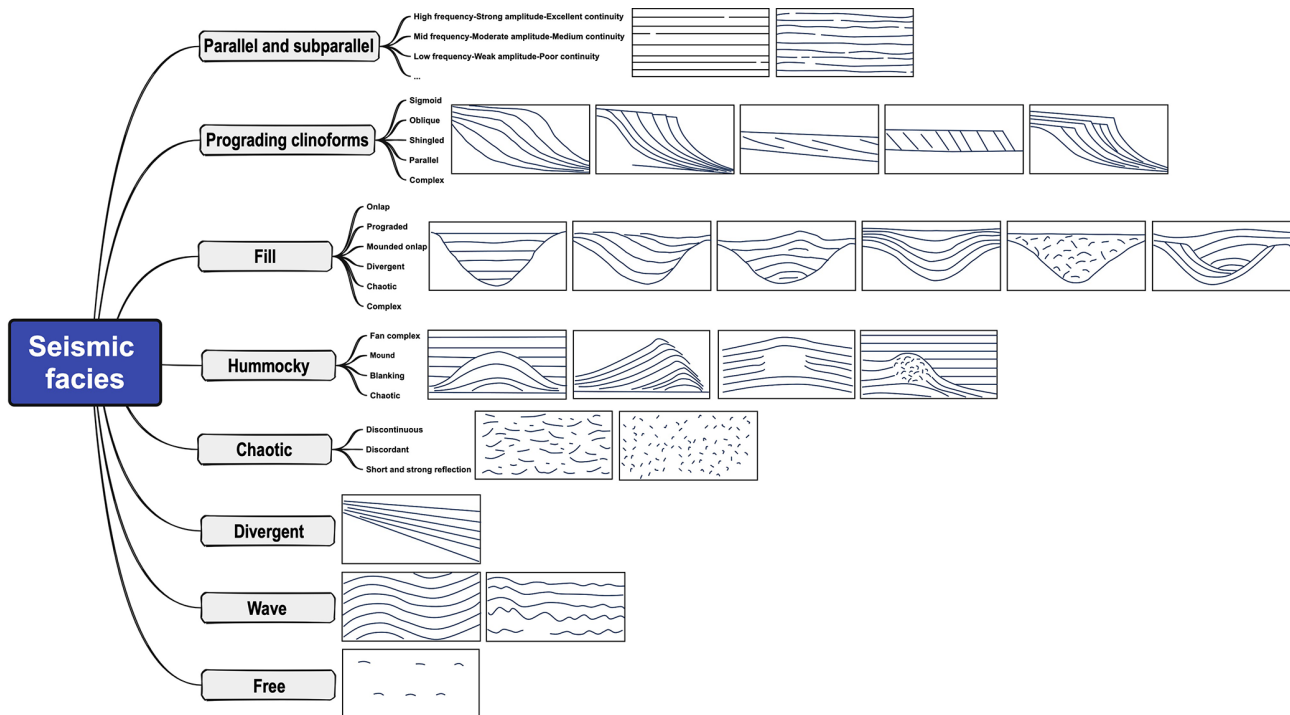 Seismic
facies
Parallel and subparallel
High frequency-Strong amplitude-Excellent continuity
Mid frequency-Moderate amplitude-Medium continuity
Low frequency-Weak amplitude-Poor continuity
...
Prograding clinoforms
Sigmoid
Oblique
Shingled
Parallel
Complex
Fill
Onlap
Prograded
Mounded onlap
Divergent
Chaotic
Complex
Hummocky
Fan complex
Mound
Blanking
Chaotic
Chaotic
Discontinuous
Discordant
Short and strong reflection
Divergent
Wave
Free